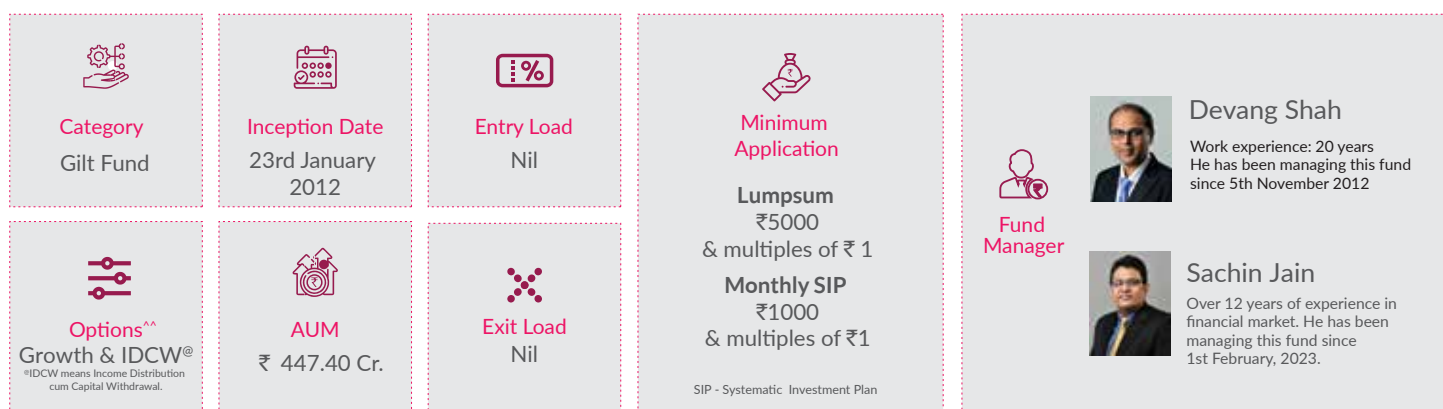 Category
Gilt Fund
Inception Date
23rd January
2012
Entry Load
Nil
Options^^
Growth & IDCW@
@IDCW means Income Distribution
cum Capital Withdrawal.
AUM
₹ 447.40 Cr.
Exit Load
Nil
Minimum
Application
Lumpsum
₹5000
& multiples of ₹ 1
Monthly SIP
₹1000
& multiples of ₹1
SIP - Systematic Investment Plan
Fund
Manager
Devang Shah
Work experience: 20 years
He has been managing this fund
since 5th November 2012
Sachin Jain
Over 12 years of experience in
financial market. He has been
managing this fund since
1st February, 2023.